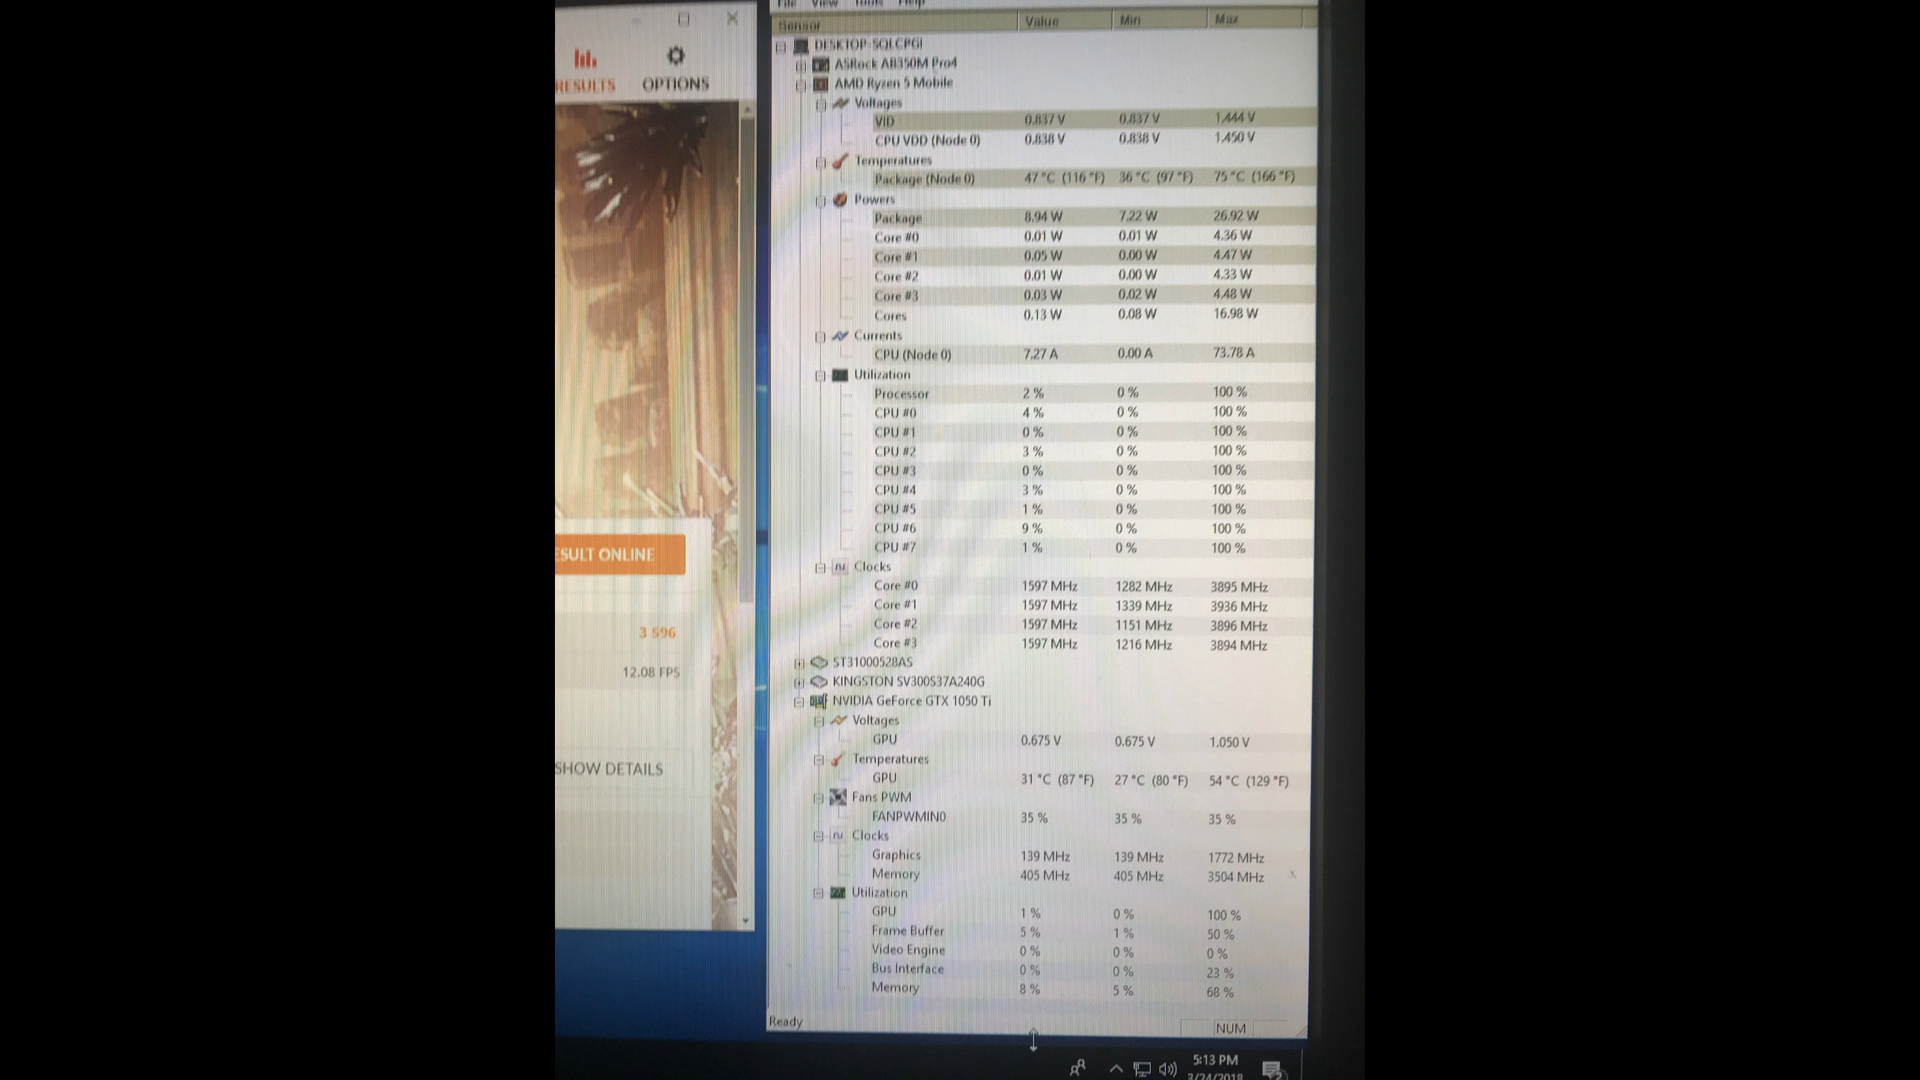 File View Tools Help
Sensor Value Min Max
DESKTOP-SQLCPGI
ASRock AB350M Pro4
AMD Ryzen 5 Mobile
Voltages
VID 0.837 V 0.837 V 1.444 V
CPU VDD (Node 0) 0.838 V 0.838 V 1.450 V
Temperatures
Package (Node 0) 47 °C (116 °F) 36 °C (97 °F) 75 °C (166 °F)
Powers
Package 8.94 W 7.22 W 26.92 W
Core #0 0.01 W 0.01 W 4.36 W
Core #1 0.05 W 0.00 W 4.47 W
Core #2 0.01 W 0.00 W 4.33 W
Core #3 0.03 W 0.02 W 4.48 W
Cores 0.13 W 0.08 W 16.98 W
Currents
CPU (Node 0) 7.27 A 0.00 A 73.78 A
Utilization
Processor 2 % 0 % 100 %
CPU #0 4 % 0 % 100 %
CPU #1 0 % 0 % 100 %
CPU #2 3 % 0 % 100 %
CPU #3 0 % 0 % 100 %
CPU #4 3 % 0 % 100 %
CPU #5 1 % 0 % 100 %
CPU #6 9 % 0 % 100 %
CPU #7 1 % 0 % 100 %
Clocks
Core #0 1597 MHz 1282 MHz 3895 MHz
Core #1 1597 MHz 1339 MHz 3936 MHz
Core #2 1597 MHz 1151 MHz 3896 MHz
Core #3 1597 MHz 1216 MHz 3894 MHz
ST31000528AS
KINGSTON SV300S37A240G
NVIDIA GeForce GTX 1050 Ti
Voltages
GPU 0.675 V 0.675 V 1.050 V
Temperatures
GPU 31 °C (87 °F) 27 °C (80 °F) 54 °C (129 °F)
Fans PWM
FANPWMIN0 35 % 35 % 35 %
Clocks
Graphics 139 MHz 139 MHz 1772 MHz
Memory 405 MHz 405 MHz 3504 MHz
Utilization
GPU 1 % 0 % 100 %
Frame Buffer 5 % 1 % 50 %
Video Engine 0 % 0 % 0 %
Bus Interface 0 % 0 % 23 %
Memory 8 % 5 % 68 %
Ready NUM
RESULTS OPTIONS
ESULT ONLINE
3 596
12.08 FPS
SHOW DETAILS
5:13 PM
3/24/2018